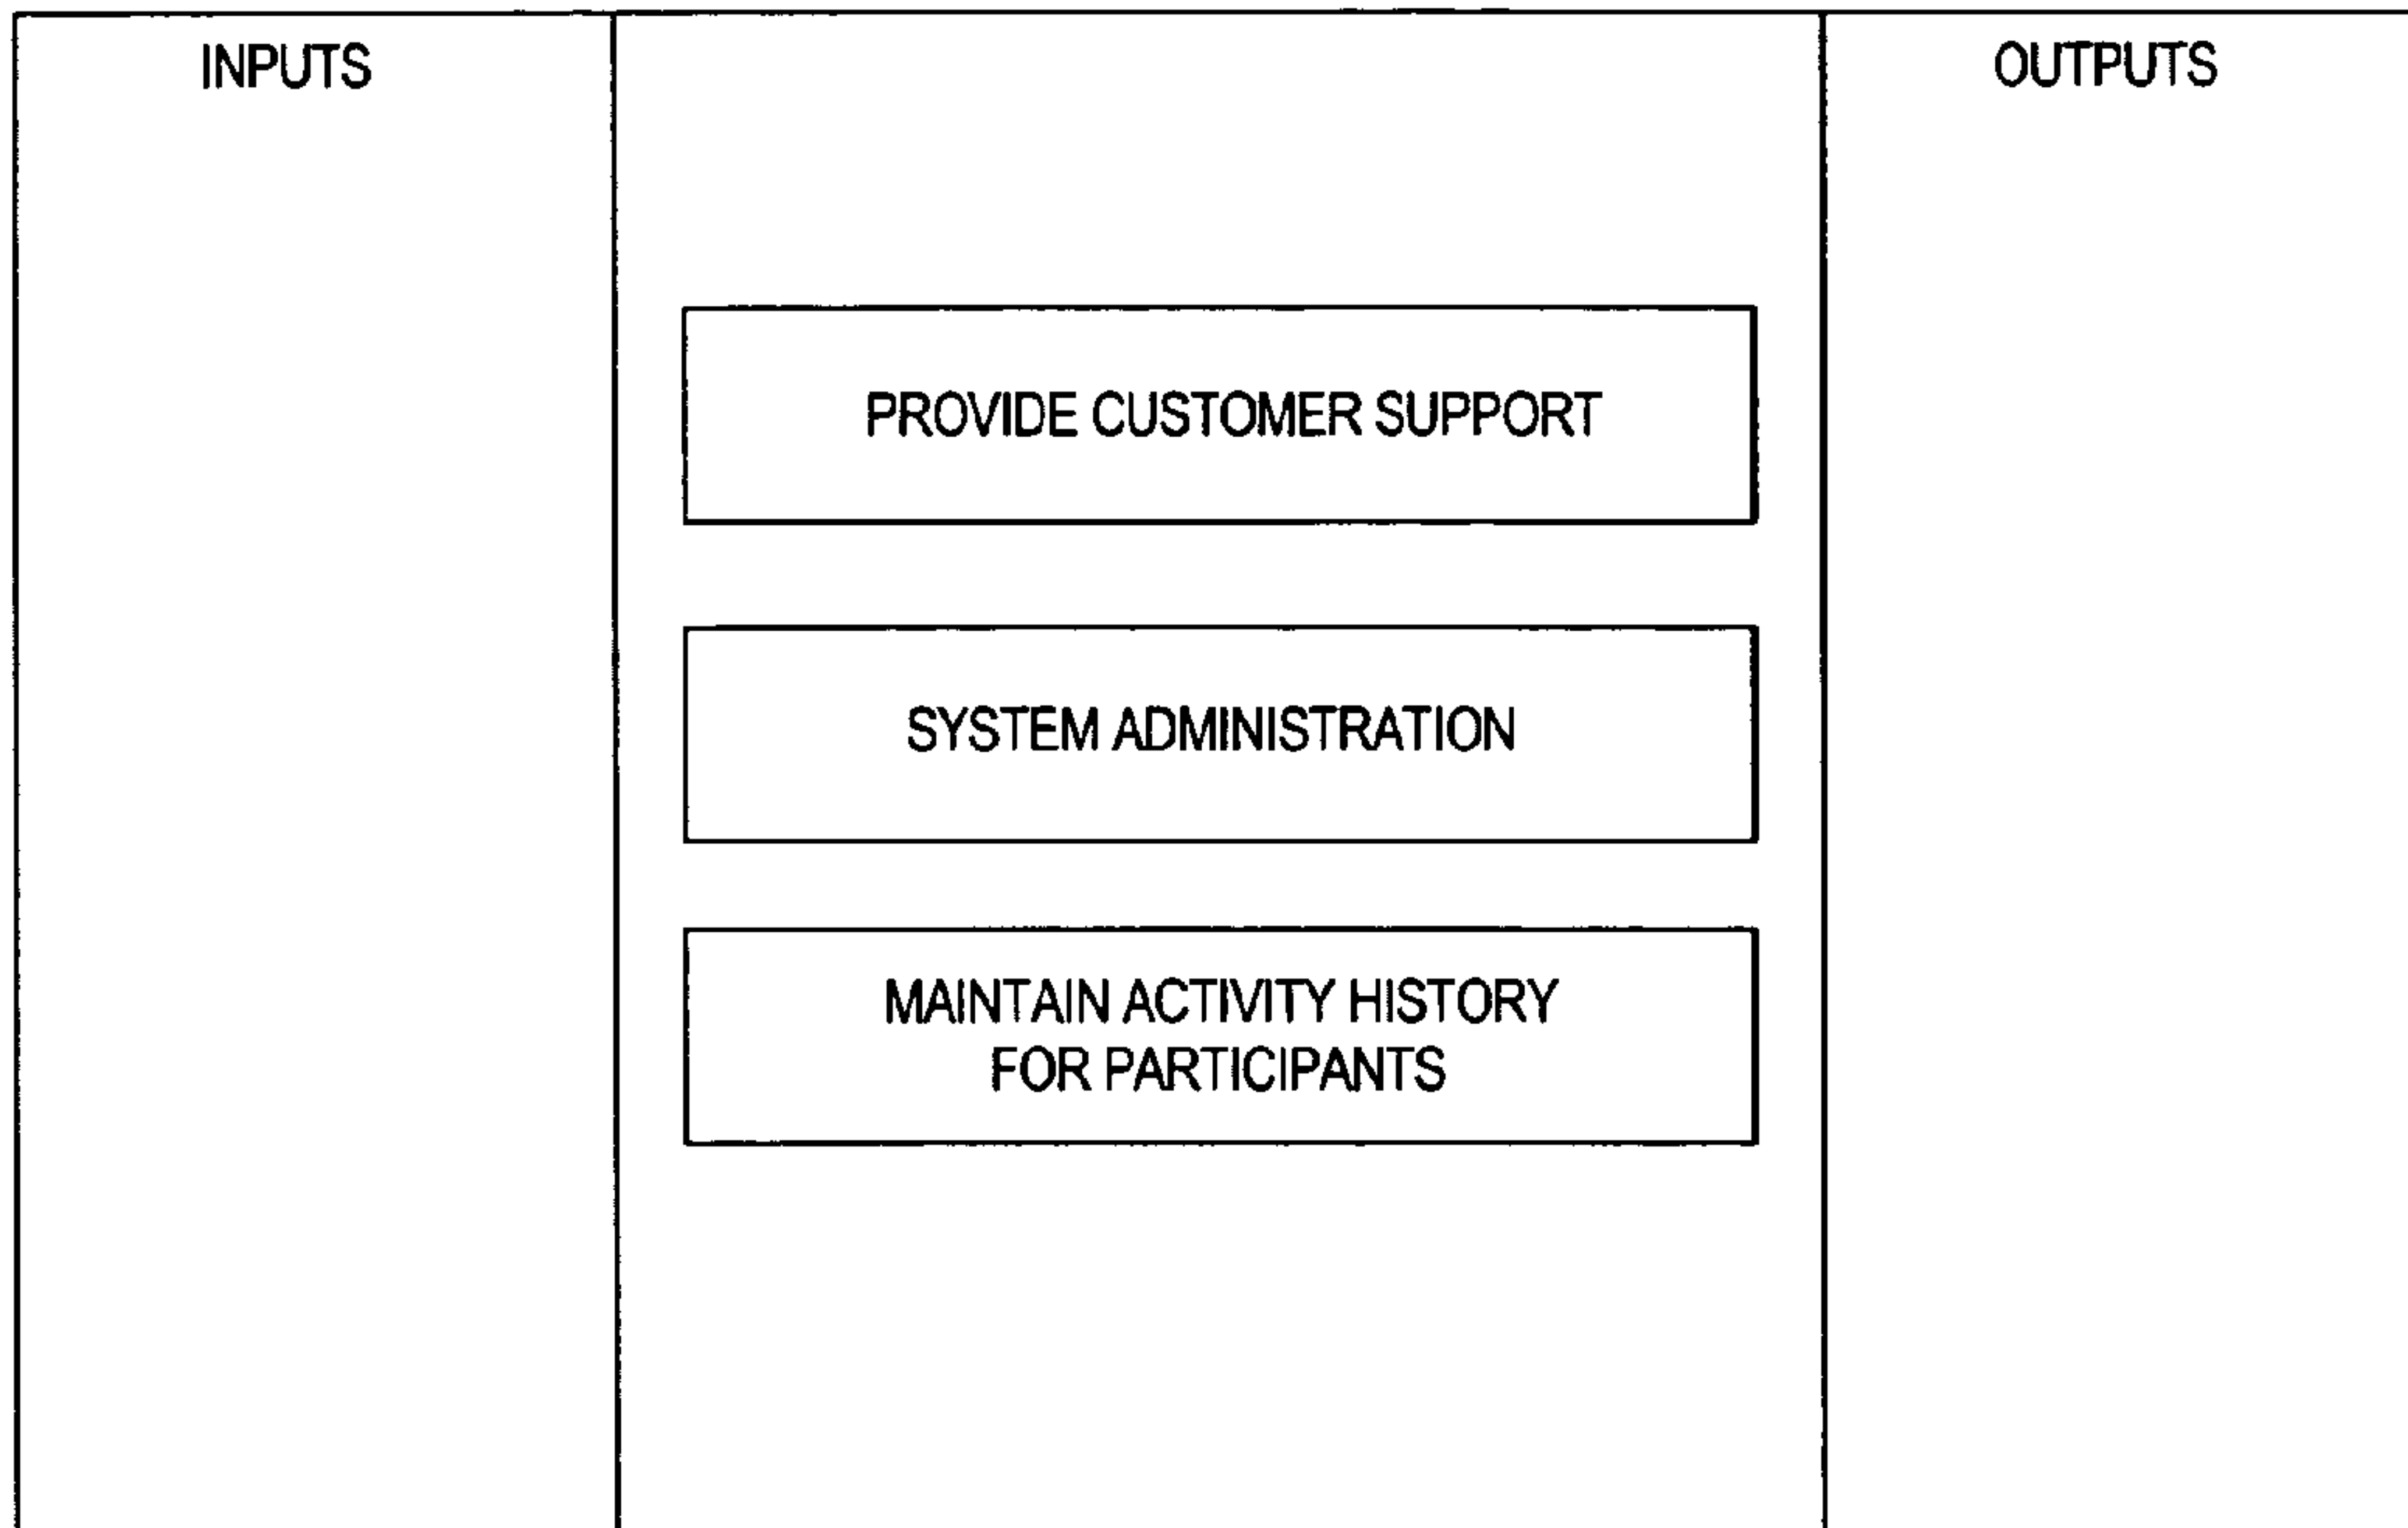 INPUTS
OUTPUTS
PROVIDE CUSTOMER SUPPORT
SYSTEM ADMINISTRATION
MAINTAIN ACTIVITY HISTORY
FOR PARTICIPANTS